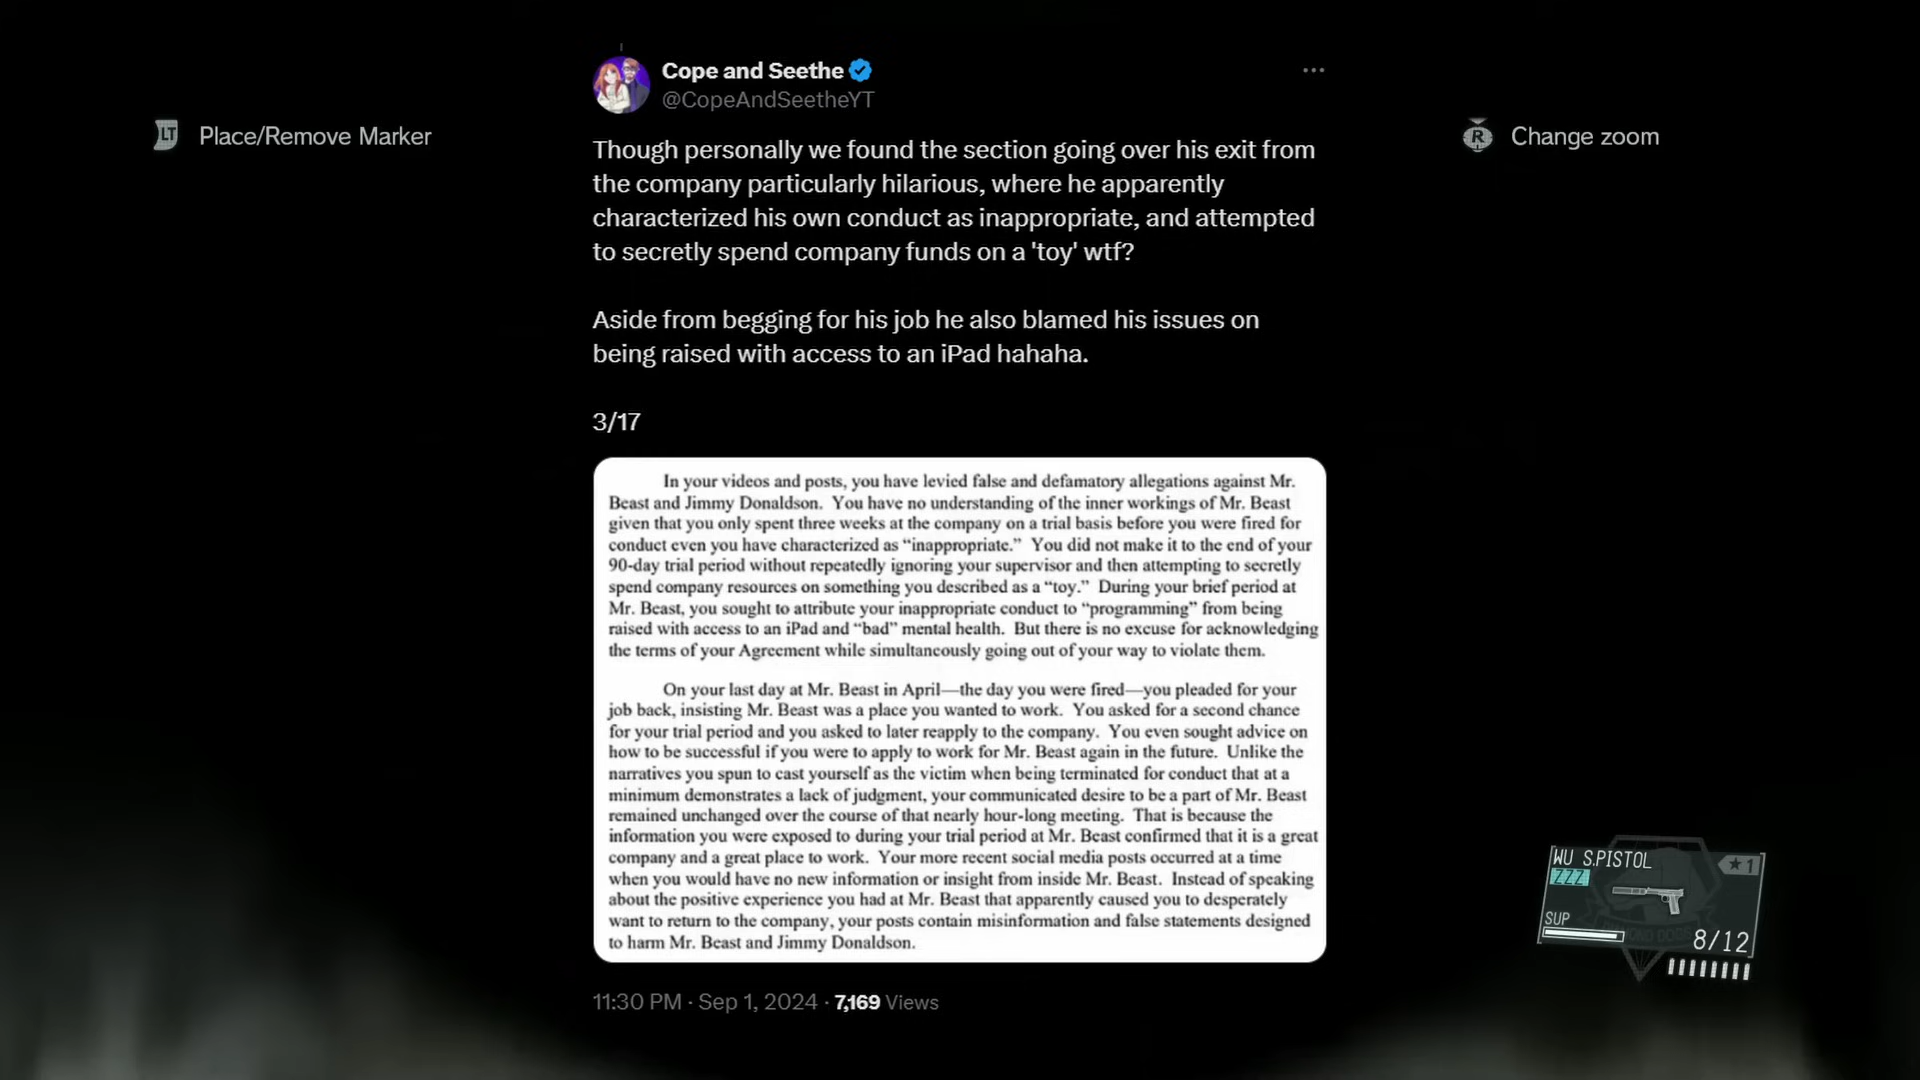 Cope and Seethe
@CopeAndSeetheYT
LT Place/Remove Marker
R Change zoom
Though personally we found the section going over his exit from
the company particularly hilarious, where he apparently
characterized his own conduct as inappropriate, and attempted
to secretly spend company funds on a 'toy' wtf?
Aside from begging for his job he also blamed his issues on
being raised with access to an iPad hahaha.
3/17
In your videos and posts, you have levied false and defamatory allegations against Mr.
Beast and Jimmy Donaldson. You have no understanding of the inner workings of Mr. Beast
given that you only spent three weeks at the company on a trial basis before you were fired for
conduct even you have characterized as “inappropriate.” You did not make it to the end of your
90-day trial period without repeatedly ignoring your supervisor and then attempting to secretly
spend company resources on something you described as a “toy.” During your brief period at
Mr. Beast, you sought to attribute your inappropriate conduct to “programming” from being
raised with access to an iPad and “bad” mental health. But there is no excuse for acknowledging
the terms of your Agreement while simultaneously going out of your way to violate them.
On your last day at Mr. Beast in April—the day you were fired—you pleaded for your
job back, insisting Mr. Beast was a place you wanted to work. You asked for a second chance
for your trial period and you asked to later reapply to the company. You even sought advice on
how to be successful if you were to apply to work for Mr. Beast again in the future. Unlike the
narratives you spun to cast yourself as the victim when being terminated for conduct that at a
minimum demonstrates a lack of judgment, your communicated desire to be a part of Mr. Beast
remained unchanged over the course of that nearly hour-long meeting. That is because the
information you were exposed to during your trial period at Mr. Beast confirmed that it is a great
company and a great place to work. Your more recent social media posts occurred at a time
when you would have no new information or insight from inside Mr. Beast. Instead of speaking
about the positive experience you had at Mr. Beast that apparently caused you to desperately
want to return to the company, your posts contain misinformation and false statements designed
to harm Mr. Beast and Jimmy Donaldson.
WU S.PISTOL
★1
ZZZ
SUP
8/12
11:30 PM · Sep 1, 2024 · 7,169 Views